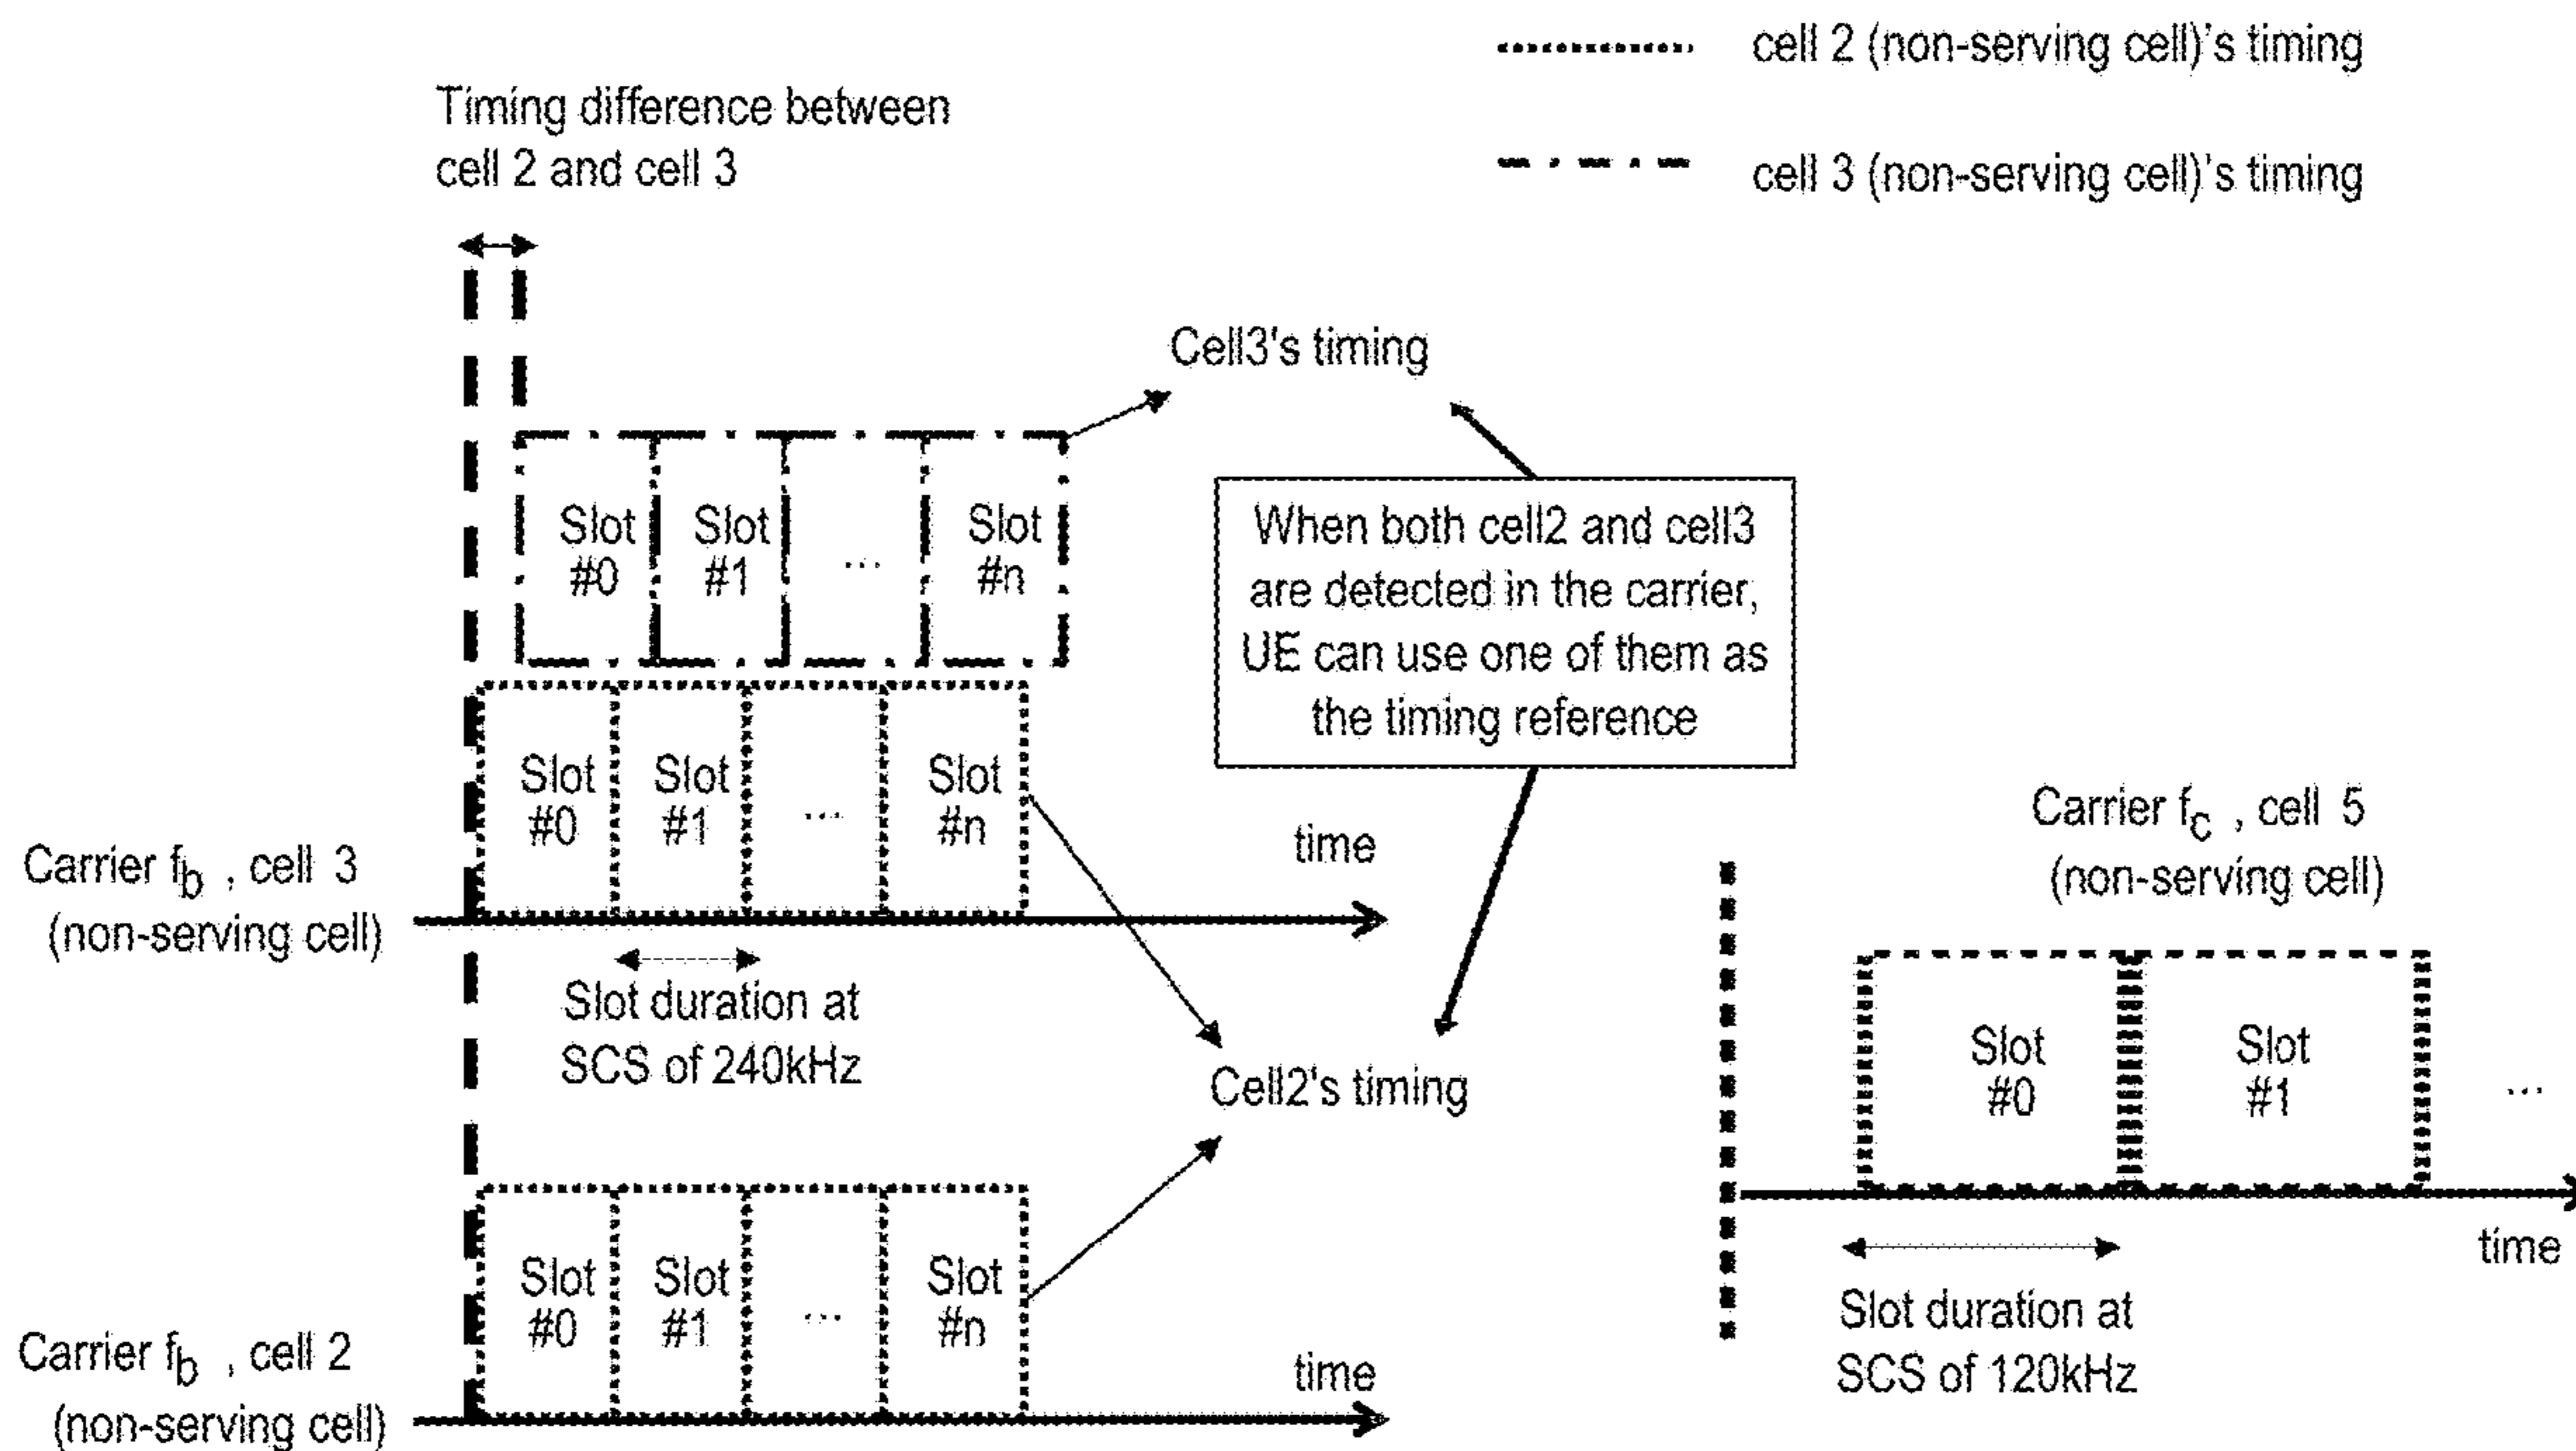 cell 2 (non-serving cell)'s timing
cell 3 (non-serving cell)'s timing
Timing difference between
cell 2 and cell 3
Cell3's timing
Slot #0
Slot #1
...
Slot #n
When both cell2 and cell3
are detected in the carrier,
UE can use one of them as
the timing reference
Slot #0
Slot #1
...
Slot #n
time
Carrier fb , cell 3
(non-serving cell)
Slot duration at
SCS of 240kHz
Cell2's timing
Slot #0
Slot #1
...
Slot #n
time
Carrier fb , cell 2
(non-serving cell)
Carrier fc , cell 5
(non-serving cell)
Slot #0
Slot #1
...
time
Slot duration at
SCS of 120kHz